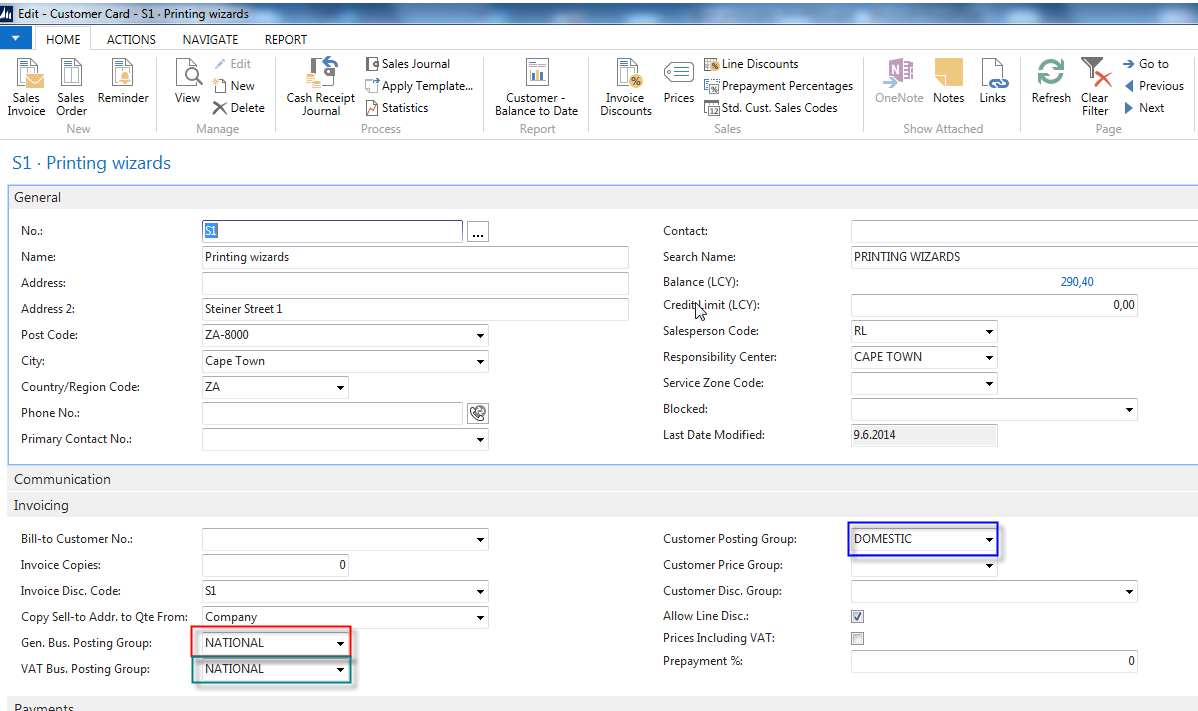 Edit - Customer Card - S1 · Printing wizards
HOME ACTIONS NAVIGATE REPORT
Sales Invoice
Sales Order
Reminder
New
View
Edit
New
Delete
Manage
Cash Receipt Journal
Sales Journal
Apply Template...
Statistics
Process
Customer - Balance to Date
Report
Invoice Discounts
Prices
Line Discounts
Prepayment Percentages
Std. Cust. Sales Codes
Sales
OneNote
Notes
Links
Show Attached
Refresh
Clear Filter
Go to
Previous
Next
Page
S1 · Printing wizards
General
No.: S1 ...
Name: Printing wizards
Address:
Address 2: Steiner Street 1
Post Code: ZA-8000
City: Cape Town
Country/Region Code: ZA
Phone No.:
Primary Contact No.:
Contact:
Search Name: PRINTING WIZARDS
Balance (LCY): 290,40
Credit Limit (LCY): 0,00
Salesperson Code: RL
Responsibility Center: CAPE TOWN
Service Zone Code:
Blocked:
Last Date Modified: 9.6.2014
Communication
Invoicing
Bill-to Customer No.:
Invoice Copies: 0
Invoice Disc. Code: S1
Copy Sell-to Addr. to Qte From: Company
Gen. Bus. Posting Group: NATIONAL
VAT Bus. Posting Group: NATIONAL
Customer Posting Group: DOMESTIC
Customer Price Group:
Customer Disc. Group:
Allow Line Disc.:
Prices Including VAT:
Prepayment %: 0
Payments